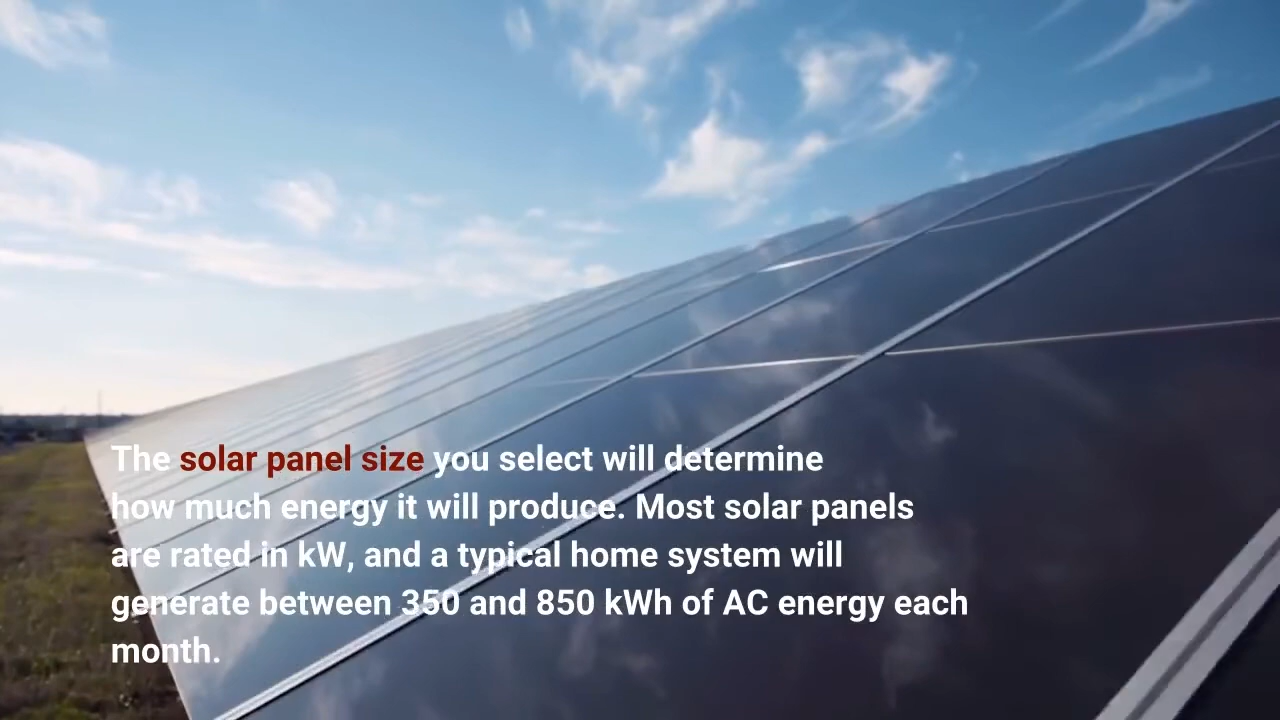 The solar panel size you select will determine
how much energy it will produce. Most solar panels
are rated in kW, and a typical home system will
generate between 350 and 850 kWh of AC energy each
month.